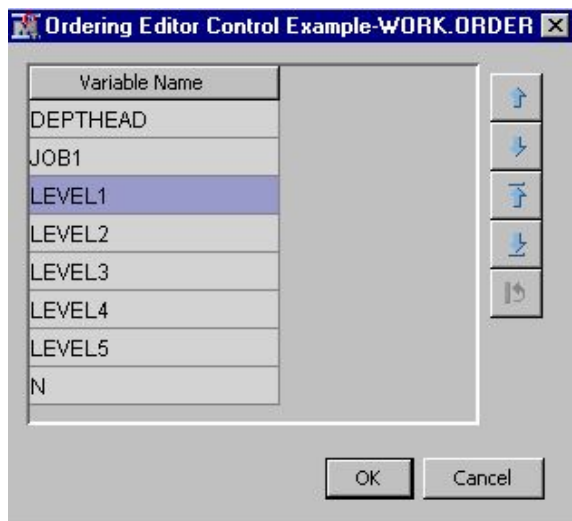 Ordering Editor Control Example-WORK.ORDER
Variable Name
DEPTHEAD
JOB1
LEVEL1
LEVEL2
LEVEL3
LEVEL4
LEVEL5
N
OK
Cancel